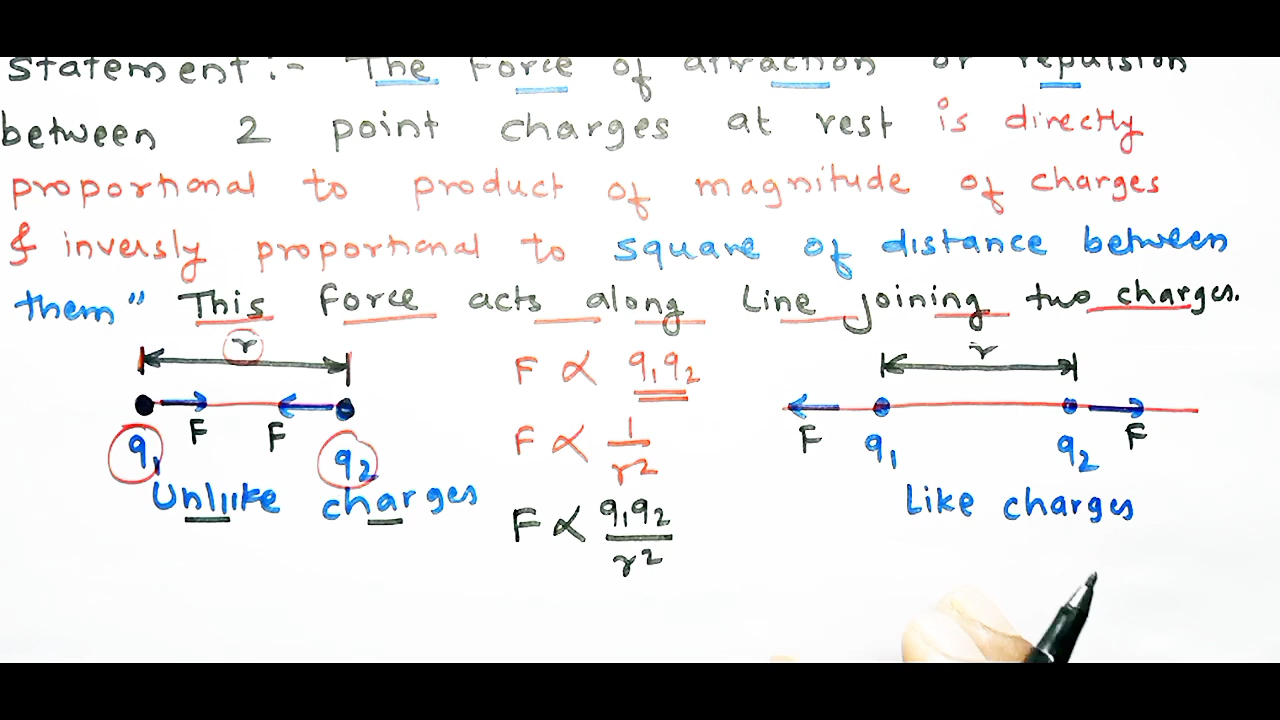 Statement :- The Force of attraction or repulsion
between 2 point charges at rest is directly
proportional to product of magnitude of charges
& inversly proportional to square of distance between
them" This Force acts along Line joining two charges.
r
F ∝ q₁q₂
r
F F
F ∝ 1/r²
F F
q₁ q₂
q₁ q₂
Unlike charges
Like charges
F ∝ q₁q₂/r²